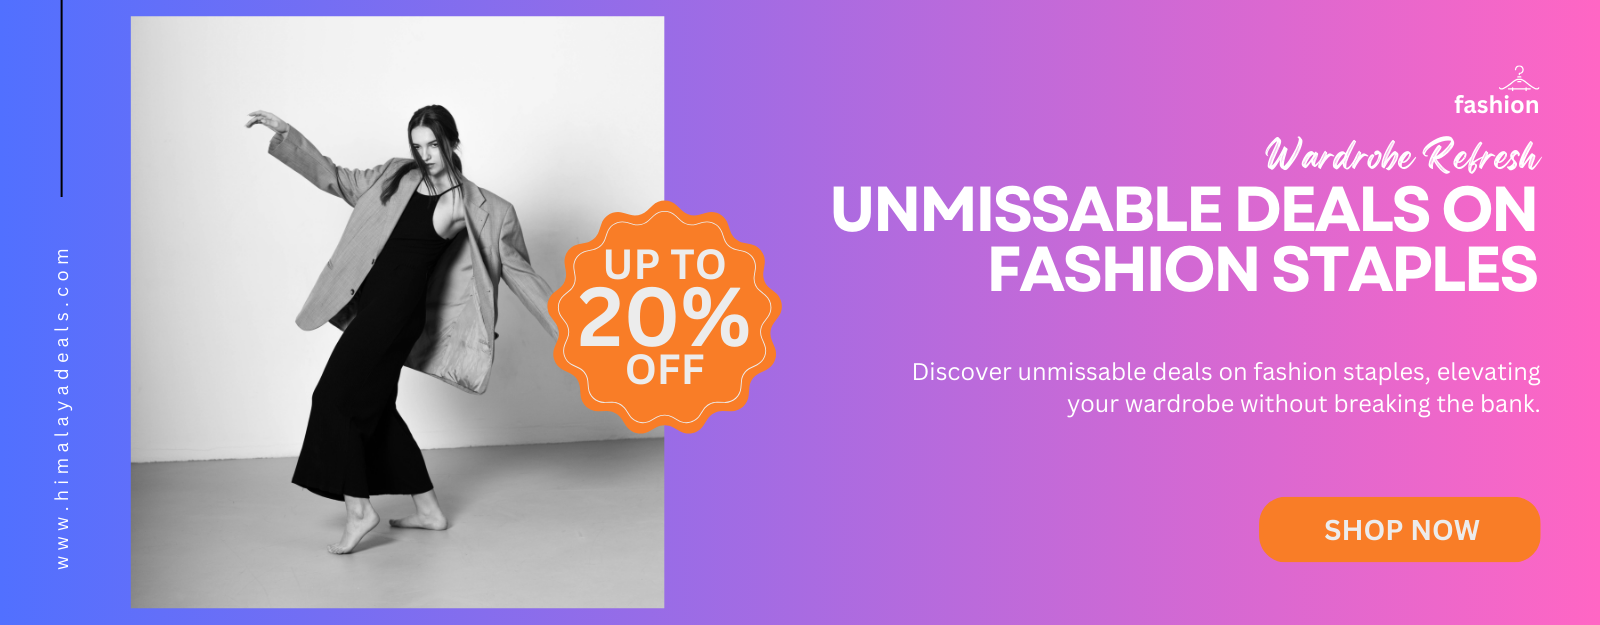 www.himalayadeals.com
UP TO
20%
OFF
fashion
Wardrobe Refresh
UNMISSABLE DEALS ON
FASHION STAPLES
Discover unmissable deals on fashion staples, elevating
your wardrobe without breaking the bank.
SHOP NOW